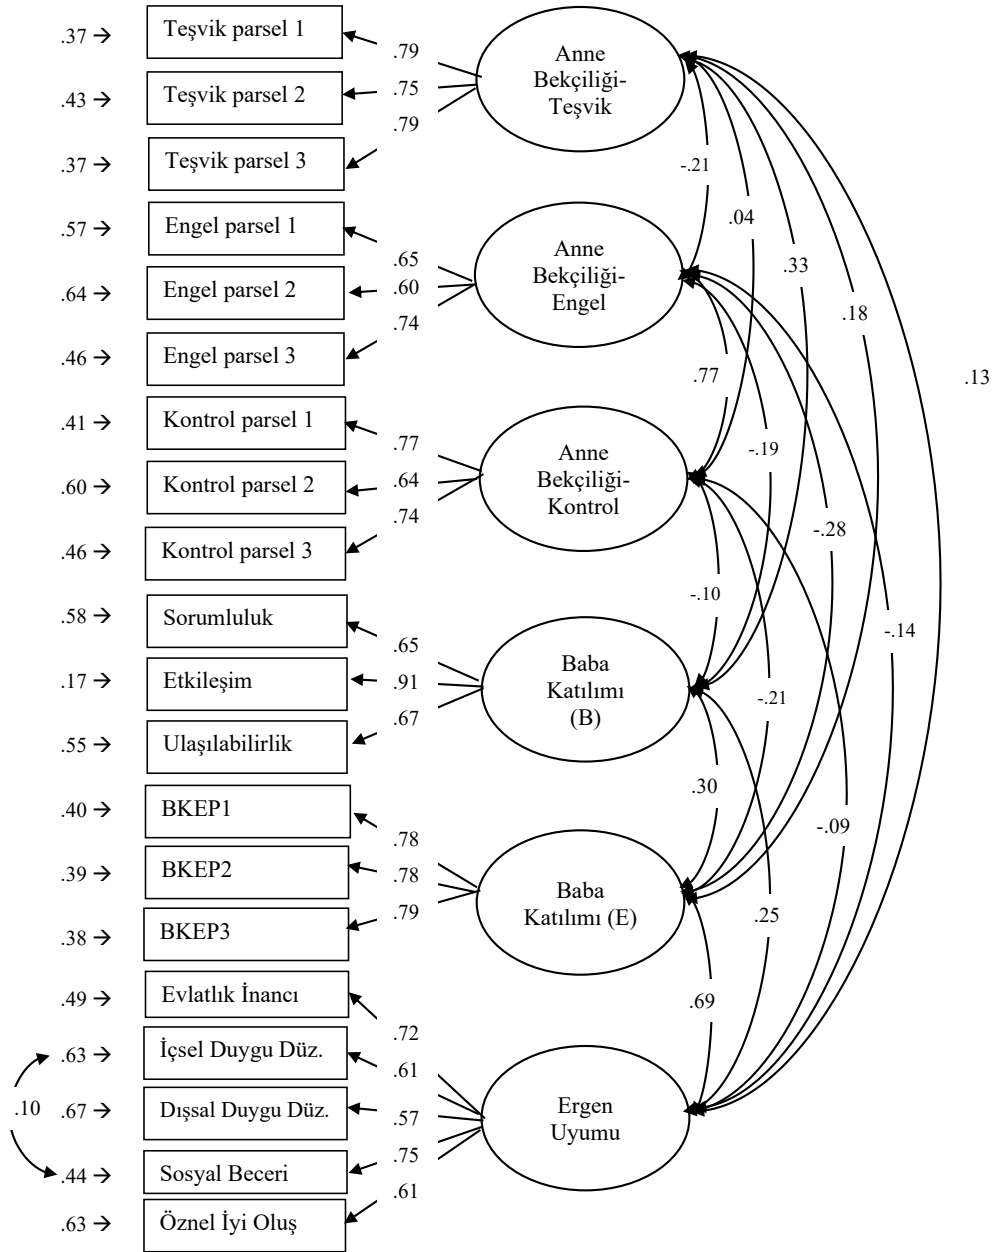 .37 → Teşvik parsel 1
.79
.43 → Teşvik parsel 2
.75
.37 → Teşvik parsel 3
.79
Anne
Bekçiliği-
Teşvik
.57 → Engel parsel 1
.65
.64 → Engel parsel 2
.60
.46 → Engel parsel 3
.74
Anne
Bekçiliği-
Engel
.41 → Kontrol parsel 1
.77
.60 → Kontrol parsel 2
.64
.46 → Kontrol parsel 3
.74
Anne
Bekçiliği-
Kontrol
.58 → Sorumluluk
.65
.17 → Etkileşim
.91
.55 → Ulaşılabilirlik
.67
Baba
Katılımı
(B)
.40 → BKEP1
.78
.39 → BKEP2
.78
.38 → BKEP3
.79
Baba
Katılımı (E)
.49 → Evlatlık İnancı
.72
.63 → İçsel Duygu Düz.
.61
.67 → Dışsal Duygu Düz.
.57
.44 → Sosyal Beceri
.75
.63 → Öznel İyi Oluş
.61
.10
Ergen
Uyumu
-.21
.04
.33
.18
.13
.77
-.19
-.28
-.14
-.10
-.21
-.09
.30
.25
.69